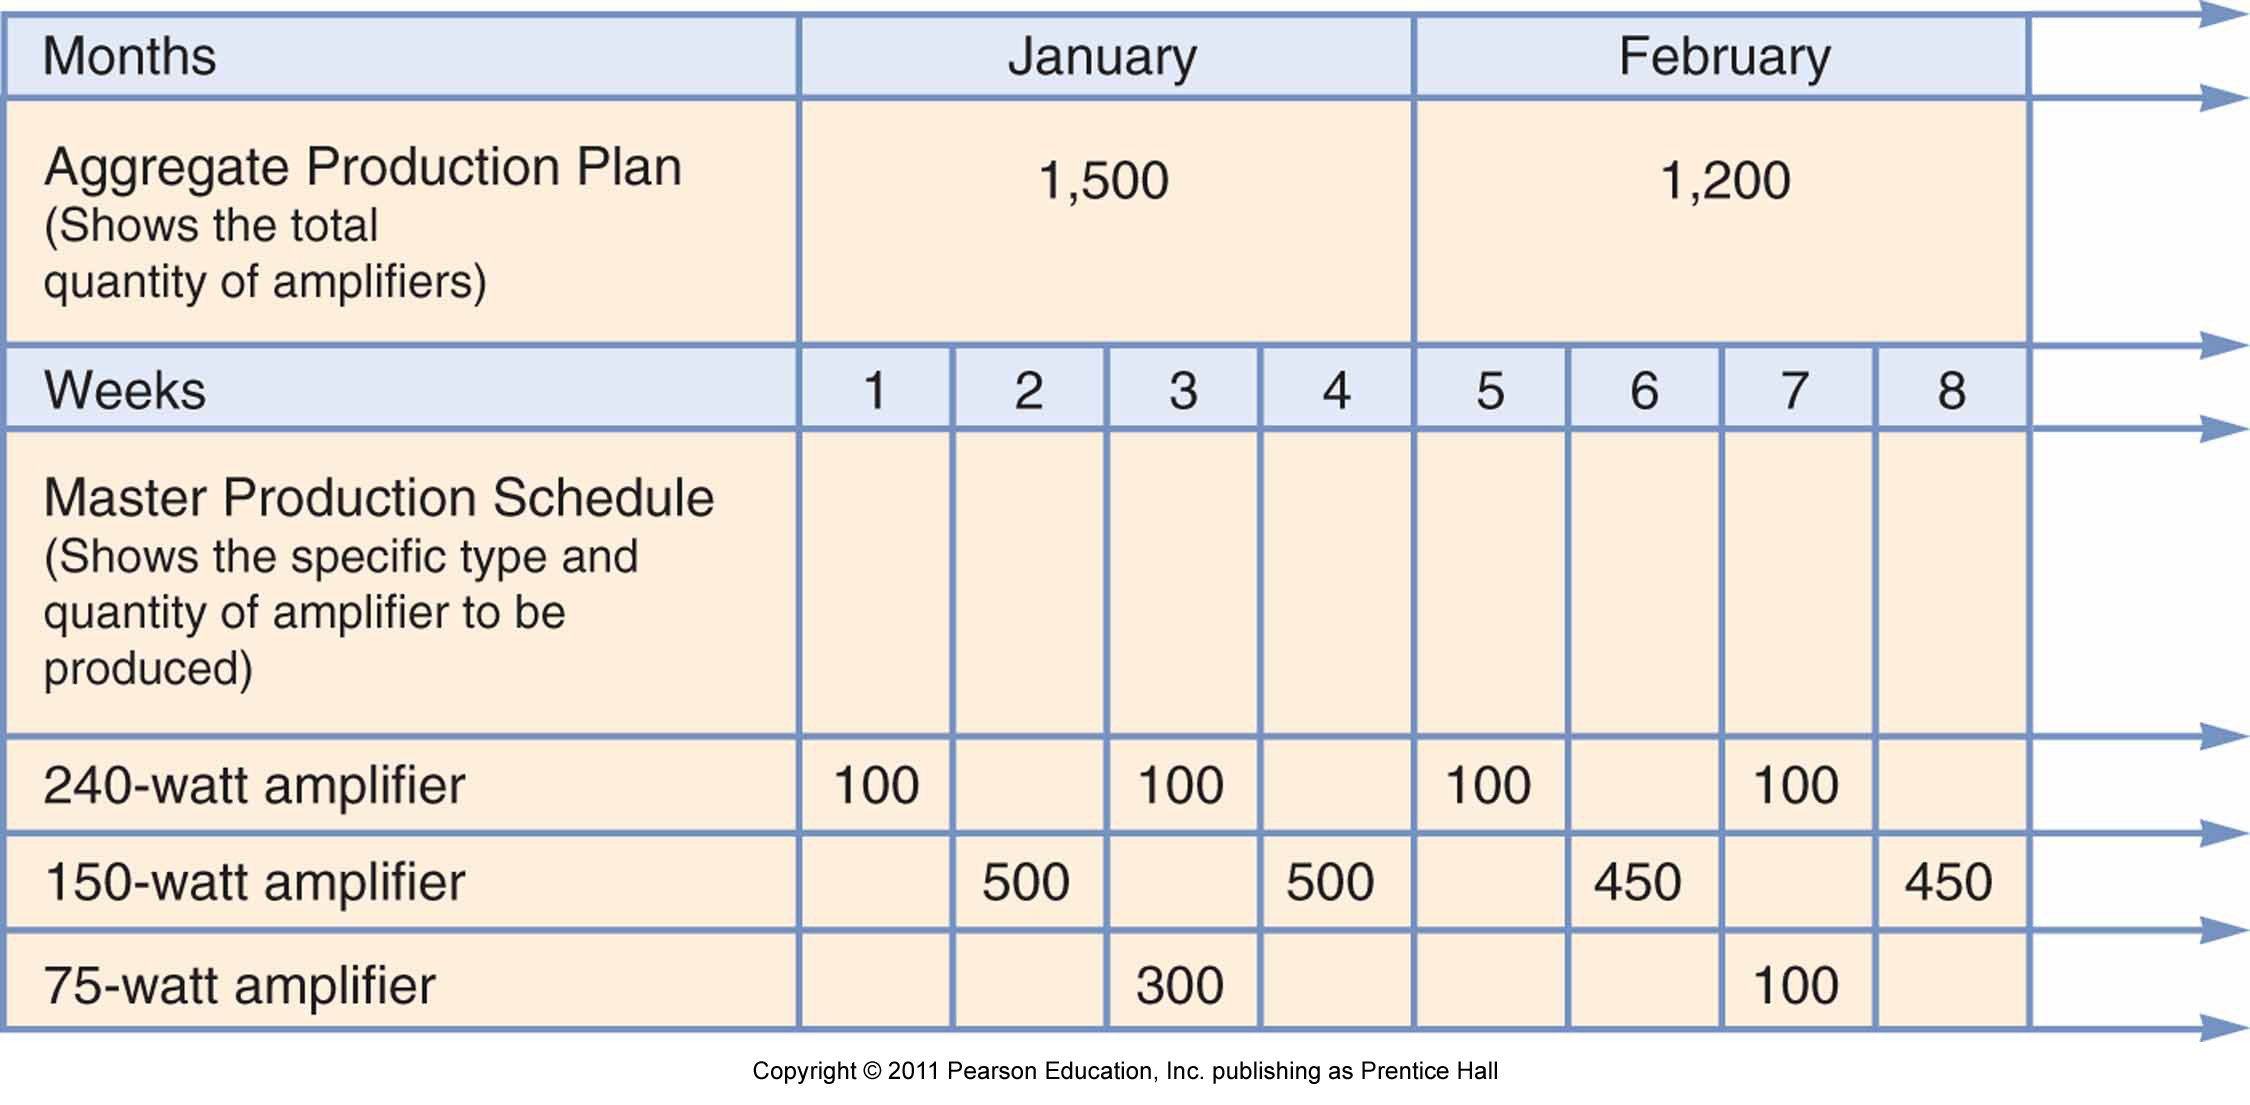 Months January February
Aggregate Production Plan 1,500 1,200
(Shows the total
quantity of amplifiers)
Weeks 1 2 3 4 5 6 7 8
Master Production Schedule
(Shows the specific type and
quantity of amplifier to be
produced)
240-watt amplifier 100 100 100 100
150-watt amplifier 500 500 450 450
75-watt amplifier 300 100
Copyright © 2011 Pearson Education, Inc. publishing as Prentice Hall